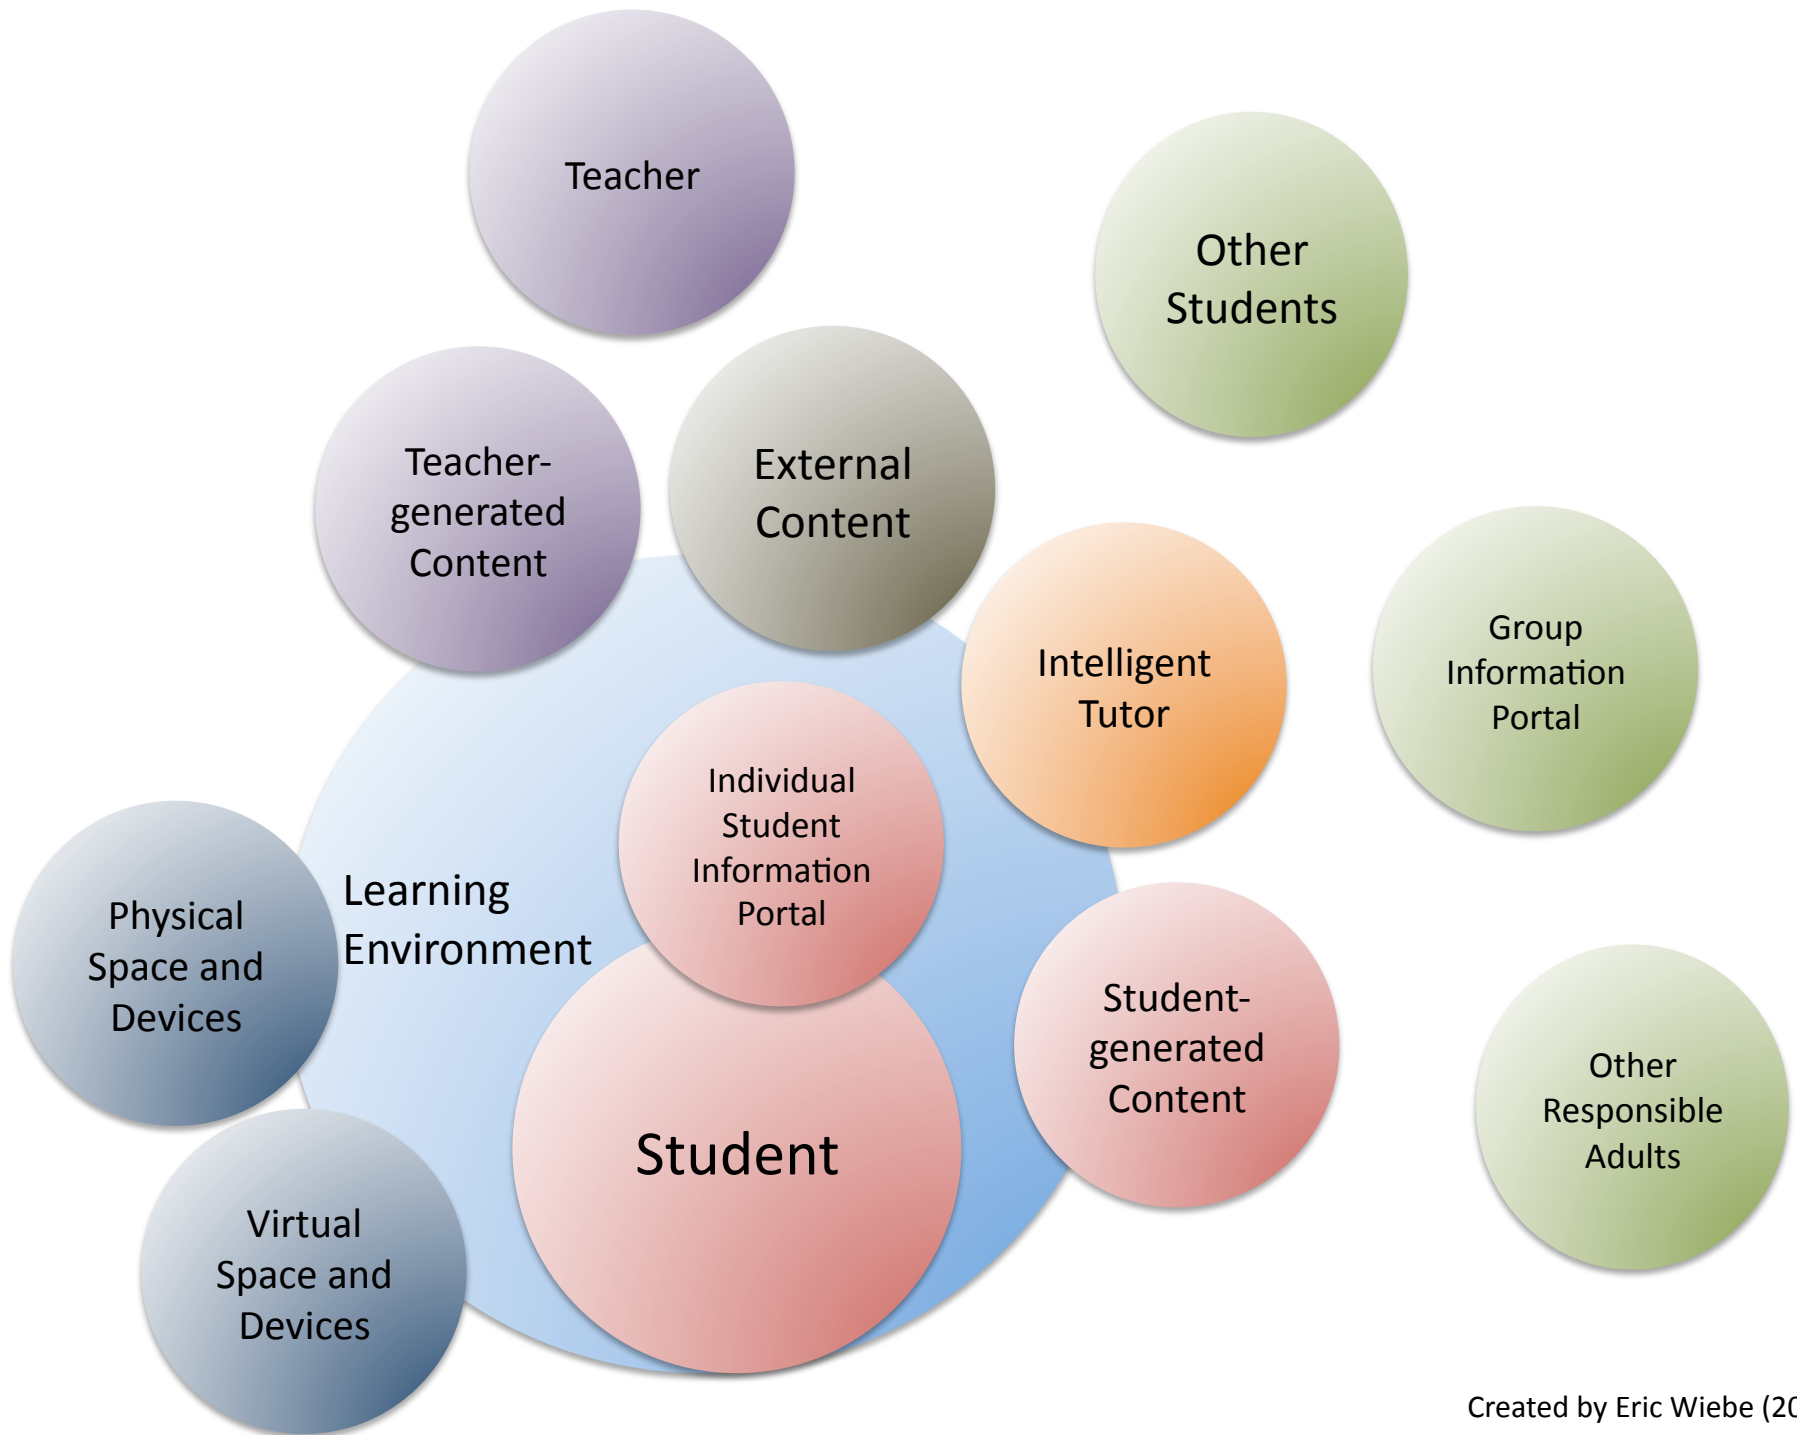 Teacher
Other
Students
Teacher-
generated
Content
External
Content
Intelligent
Tutor
Group
Information
Portal
Individual
Student
Information
Portal
Learning
Environment
Physical
Space and
Devices
Student-
generated
Content
Other
Responsible
Adults
Student
Virtual
Space and
Devices
Created by Eric Wiebe (20